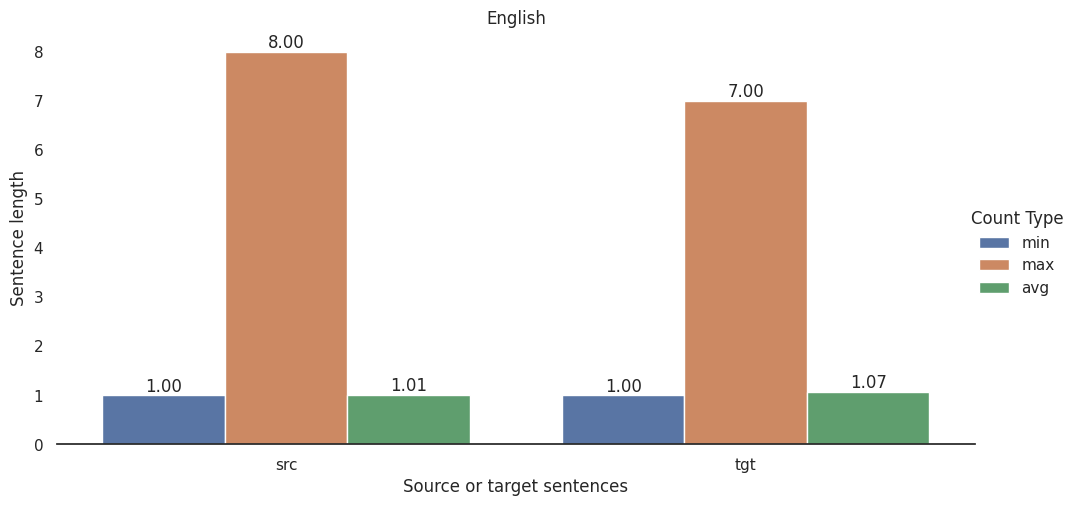 English
Sentence length
8
7
6
5
4
3
2
1
0
1.00
8.00
1.01
1.00
7.00
1.07
src
tgt
Source or target sentences
Count Type
min
max
avg